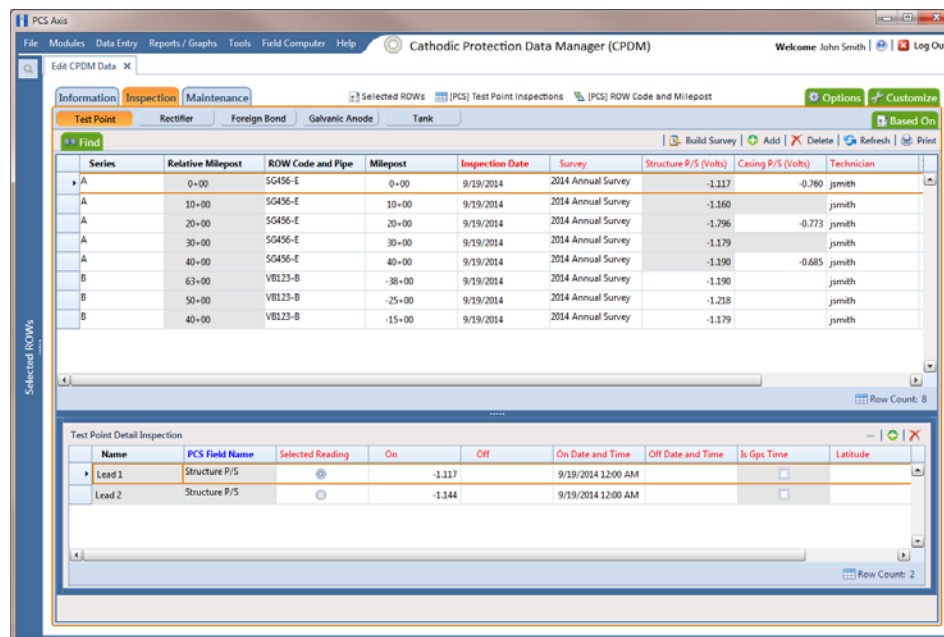 PCS Axis
File Modules Data Entry Reports / Graphs Tools Field Computer Help Cathodic Protection Data Manager (CPDM) Welcome John Smith Log Ou
Edit CPDM Data
Information Inspection Maintenance Selected ROWs [PCS] Test Point Inspections [PCS] ROW Code and Milepost Options Customize
Test Point Rectifier Foreign Bond Galvanic Anode Tank Based On
Find Build Survey Add Delete Refresh Print
Series Relative Milepost ROW Code and Pipe Milepost Inspection Date Survey Structure P/S (Volts) Casing P/S (Volts) Technician
A 0+00 SG456-E 0+00 9/19/2014 2014 Annual Survey -1.117 -0.760 jsmith
A 10+00 SG456-E 10+00 9/19/2014 2014 Annual Survey -1.160 jsmith
A 20+00 SG456-E 20+00 9/19/2014 2014 Annual Survey -1.796 -0.773 jsmith
A 30+00 SG456-E 30+00 9/19/2014 2014 Annual Survey -1.179 jsmith
A 40+00 SG456-E 40+00 9/19/2014 2014 Annual Survey -1.190 -0.685 jsmith
B 63+00 VB123-B -38+00 9/19/2014 2014 Annual Survey -1.190 jsmith
B 50+00 VB123-B -25+00 9/19/2014 2014 Annual Survey -1.218 jsmith
B 40+00 VB123-B -15+00 9/19/2014 2014 Annual Survey -1.179 jsmith
Selected ROWs
Row Count: 8
Test Point Detail Inspection
Name PCS Field Name Selected Reading On Off On Date and Time Off Date and Time Is Gps Time Latitude
Lead 1 Structure P/S -1.117 9/19/2014 12:00 AM
Lead 2 Structure P/S -1.144 9/19/2014 12:00 AM
Row Count: 2